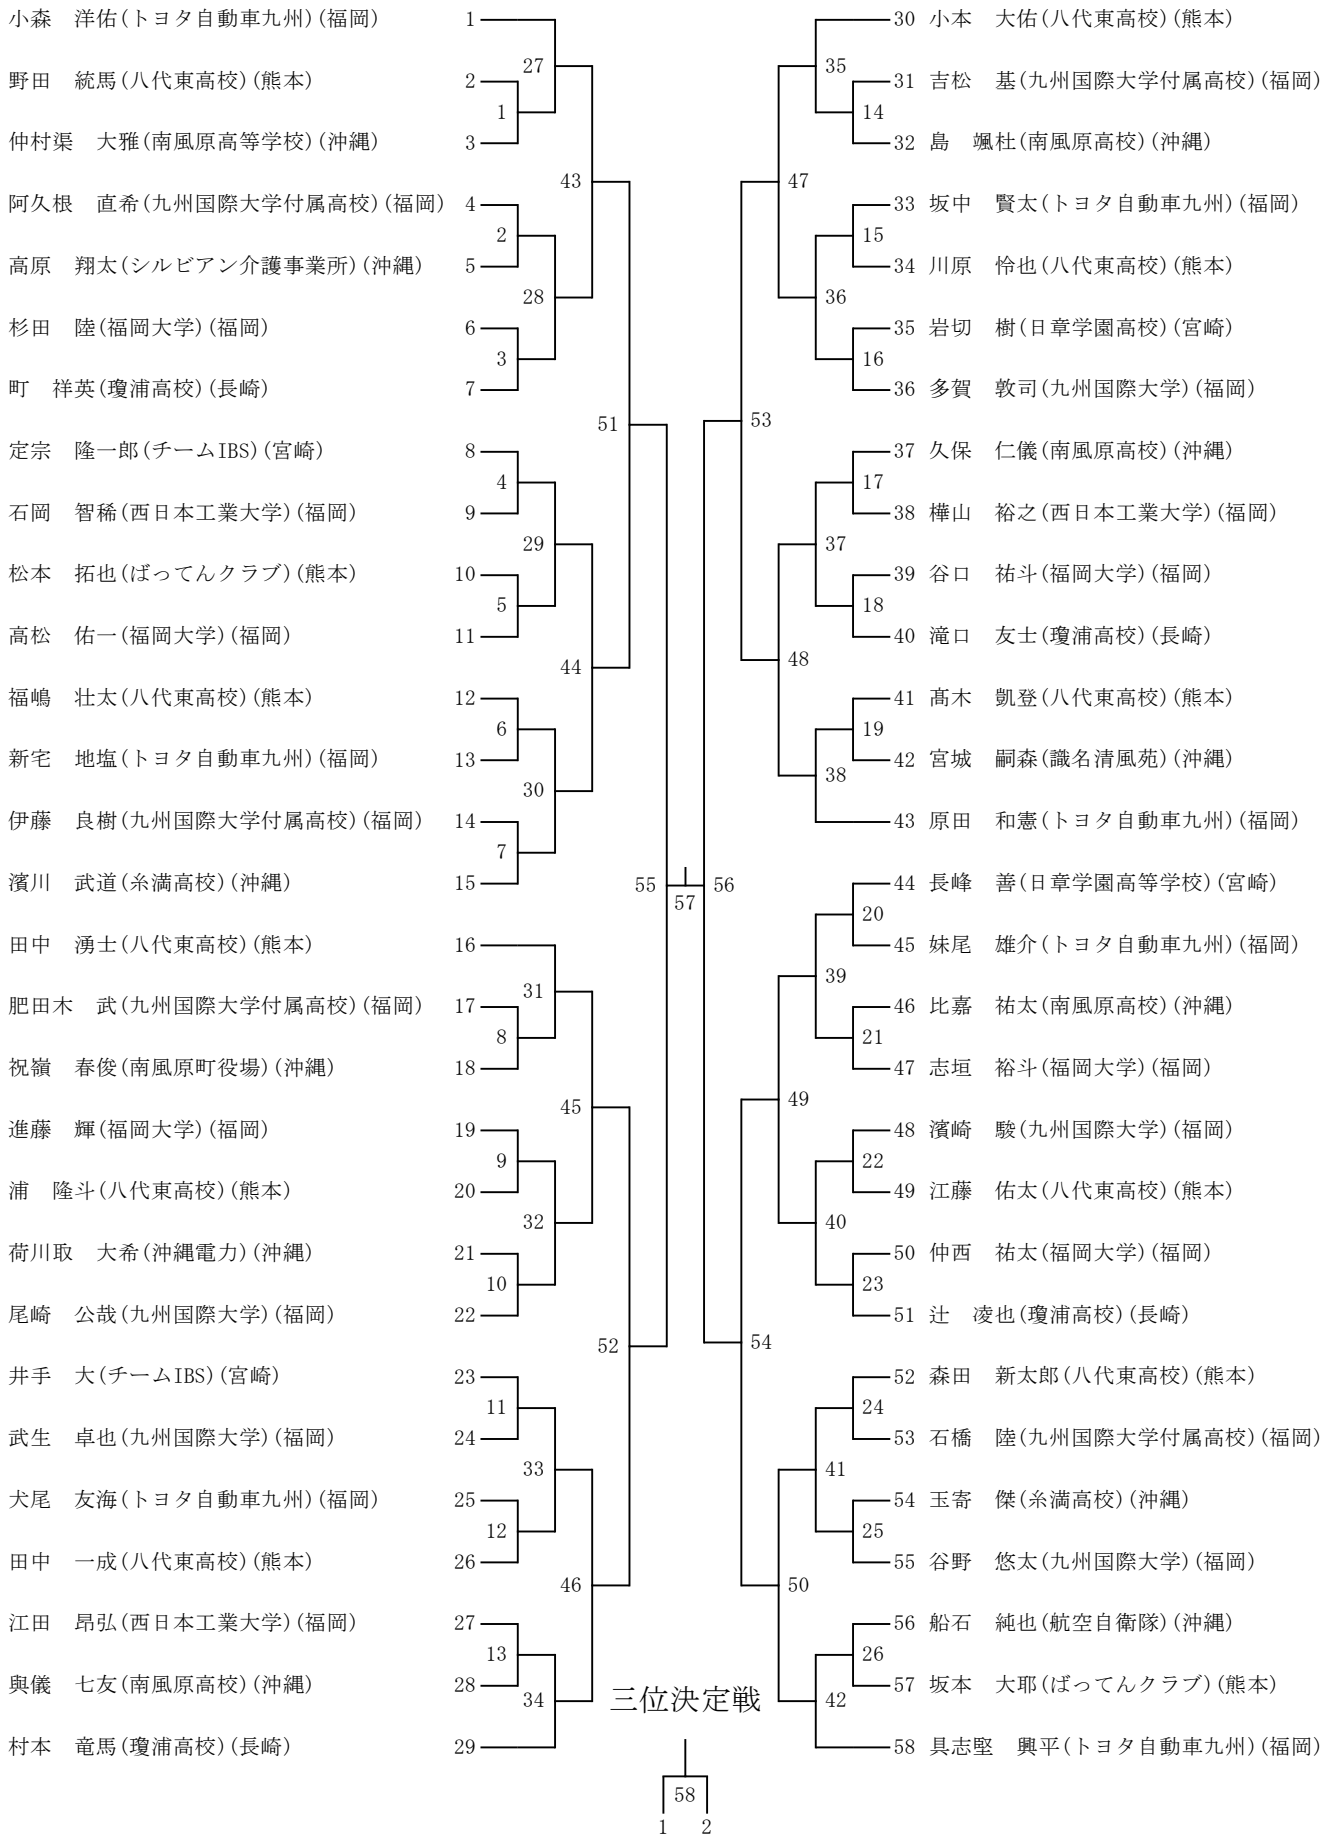 小森　洋佑(トヨタ自動車九州)(福岡) 1
野田　統馬(八代東高校)(熊本) 2
仲村渠　大雅(南風原高等学校)(沖縄) 3
阿久根　直希(九州国際大学付属高校)(福岡) 4
高原　翔太(シルビアン介護事業所)(沖縄) 5
杉田　陸(福岡大学)(福岡) 6
町　祥英(瓊浦高校)(長崎) 7
定宗　隆一郎(チームIBS)(宮崎) 8
石岡　智稀(西日本工業大学)(福岡) 9
松本　拓也(ばってんクラブ)(熊本) 10
高松　佑一(福岡大学)(福岡) 11
福嶋　壮太(八代東高校)(熊本) 12
新宅　地塩(トヨタ自動車九州)(福岡) 13
伊藤　良樹(九州国際大学付属高校)(福岡) 14
濱川　武道(糸満高校)(沖縄) 15
田中　湧士(八代東高校)(熊本) 16
肥田木　武(九州国際大学付属高校)(福岡) 17
祝嶺　春俊(南風原町役場)(沖縄) 18
進藤　輝(福岡大学)(福岡) 19
浦　隆斗(八代東高校)(熊本) 20
荷川取　大希(沖縄電力)(沖縄) 21
尾崎　公哉(九州国際大学)(福岡) 22
井手　大(チームIBS)(宮崎) 23
武生　卓也(九州国際大学)(福岡) 24
犬尾　友海(トヨタ自動車九州)(福岡) 25
田中　一成(八代東高校)(熊本) 26
江田　昂弘(西日本工業大学)(福岡) 27
與儀　七友(南風原高校)(沖縄) 28
村本　竜馬(瓊浦高校)(長崎) 29
1
2
3
4
5
6
7
8
9
10
11
12
13
27
28
29
30
31
32
33
34
43
44
45
46
51
52
55
57
56
53
54
47
48
49
50
35
36
37
38
39
40
41
42
14
15
16
17
18
19
20
21
22
23
24
25
26
30 小本　大佑(八代東高校)(熊本)
31 吉松　基(九州国際大学付属高校)(福岡)
32 島　颯杜(南風原高校)(沖縄)
33 坂中　賢太(トヨタ自動車九州)(福岡)
34 川原　怜也(八代東高校)(熊本)
35 岩切　樹(日章学園高校)(宮崎)
36 多賀　敦司(九州国際大学)(福岡)
37 久保　仁儀(南風原高校)(沖縄)
38 樺山　裕之(西日本工業大学)(福岡)
39 谷口　祐斗(福岡大学)(福岡)
40 滝口　友士(瓊浦高校)(長崎)
41 髙木　凱登(八代東高校)(熊本)
42 宮城　嗣森(識名清風苑)(沖縄)
43 原田　和憲(トヨタ自動車九州)(福岡)
44 長峰　善(日章学園高等学校)(宮崎)
45 妹尾　雄介(トヨタ自動車九州)(福岡)
46 比嘉　祐太(南風原高校)(沖縄)
47 志垣　裕斗(福岡大学)(福岡)
48 濱崎　駿(九州国際大学)(福岡)
49 江藤　佑太(八代東高校)(熊本)
50 仲西　祐太(福岡大学)(福岡)
51 辻　凌也(瓊浦高校)(長崎)
52 森田　新太郎(八代東高校)(熊本)
53 石橋　陸(九州国際大学付属高校)(福岡)
54 玉寄　傑(糸満高校)(沖縄)
55 谷野　悠太(九州国際大学)(福岡)
56 船石　純也(航空自衛隊)(沖縄)
57 坂本　大耶(ばってんクラブ)(熊本)
58 具志堅　興平(トヨタ自動車九州)(福岡)
三位決定戦
58
1 2